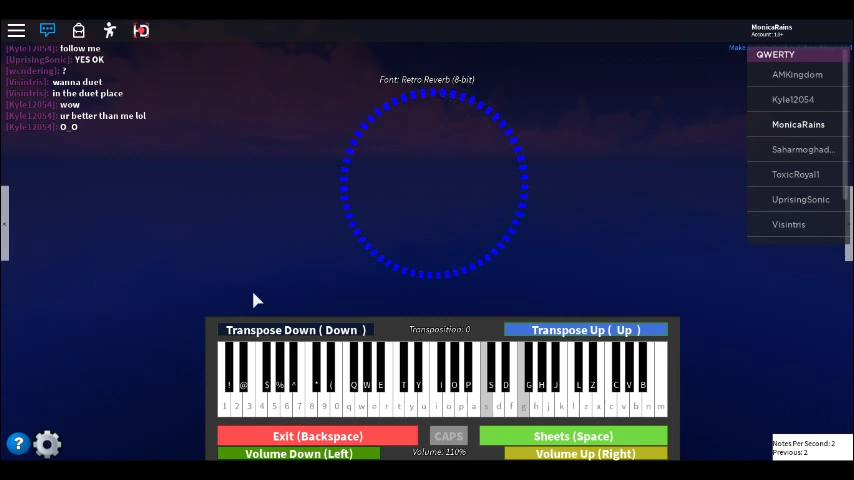 MonicaRains
Account: 13+
[Kyle12054]: follow me
[UprisingSonic]: YES OK
[wcndering]: ?
[Visintris]: wanna duet
[Visintris]: in the duet place
[Kyle12054]: wow
[Kyle12054]: ur better than me lol
[Kyle12054]: O_O
Make
QWERTY
AMKingdom
Kyle12054
MonicaRains
Saharmoghad...
ToxicRoyal1
UprisingSonic
Visintris
Font: Retro Reverb (8-bit)
Transpose Down ( Down )
Transposition: 0
Transpose Up ( Up )
! @ $ % ^ * ( Q W E T Y I O P S D G H J L Z C V B
1 2 3 4 5 6 7 8 9 0 q w e r t y u i o p a s d f g h j k l z x c v b n m
Exit (Backspace)
CAPS
Sheets (Space)
Volume Down (Left)
Volume: 110%
Volume Up (Right)
?
Notes Per Second: 2
Previous: 2